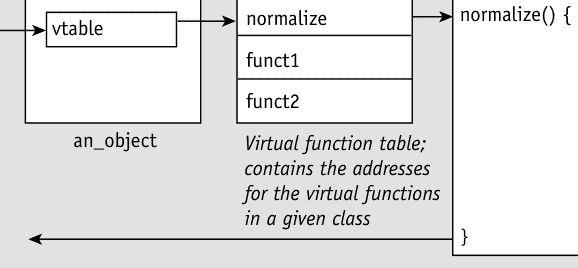 vtable
an_object
normalize
funct1
funct2
Virtual function table;
contains the addresses
for the virtual functions
in a given class
normalize() {
}